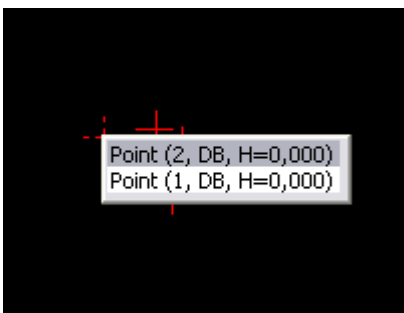 Point (2, DB, H=0,000)
Point (1, DB, H=0,000)